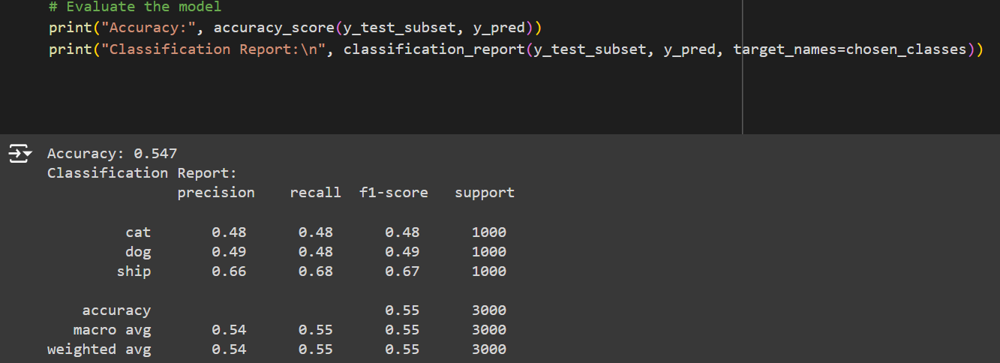 # Evaluate the model
print("Accuracy:", accuracy_score(y_test_subset, y_pred))
print("Classification Report:\n", classification_report(y_test_subset, y_pred, target_names=chosen_classes))
Accuracy: 0.547
Classification Report:
precision recall f1-score support
cat 0.48 0.48 0.48 1000
dog 0.49 0.48 0.49 1000
ship 0.66 0.68 0.67 1000
accuracy 0.55 3000
macro avg 0.54 0.55 0.55 3000
weighted avg 0.54 0.55 0.55 3000